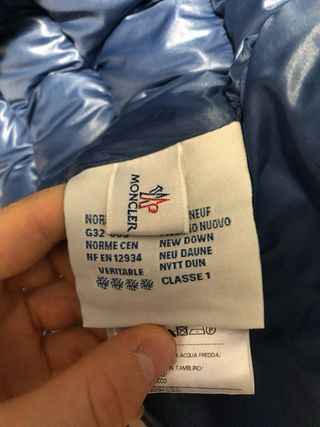 MONCLER
NEUF
G32
NUOVO
NORME CEN
NEW DOWN
NF EN 12934
NEU DAUNE
VERITABLE
NYTT DUN
CLASSE 1
ACQUA FREDDA/
IN TAMBURO/